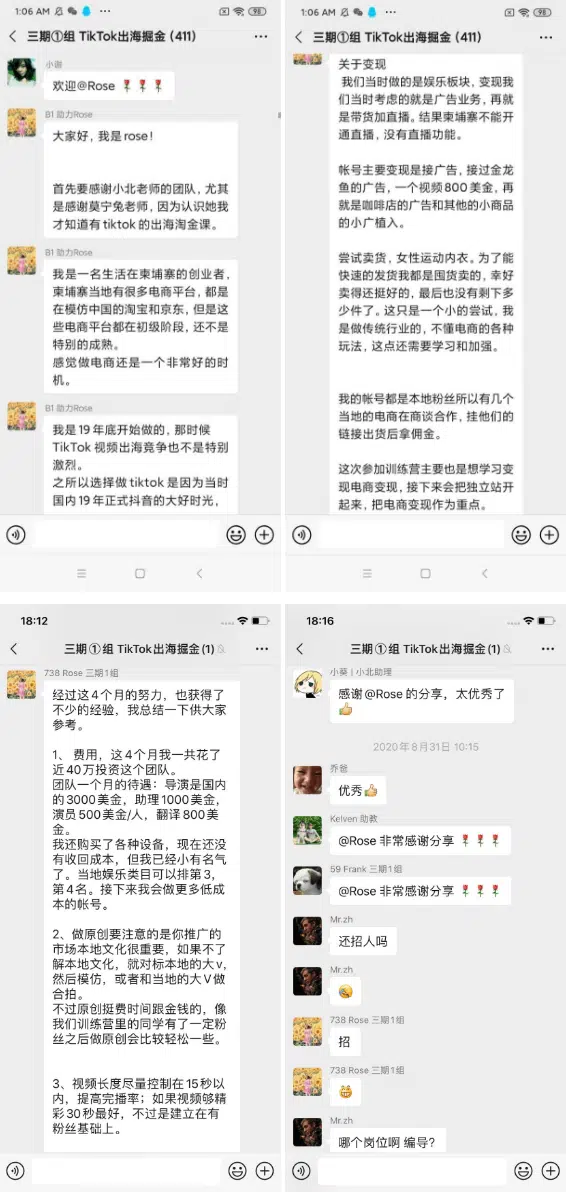 1:06 AM
98
三期①组 TikTok出海掘金 (411)
小谢
欢迎@Rose 🌹🌹🌹
B1 助力Rose
大家好，我是rose！
首先要感谢小北老师的团队，尤其
是感谢莫宁兔老师，因为认识她我
才知道有tiktok的出海淘金课。
B1 助力Rose
我是一名生活在柬埔寨的创业者，
柬埔寨当地有很多电商平台，都是
在模仿中国的淘宝和京东，但是这
些电商平台都在初级阶段，还不是
特别的成熟。
感觉做电商还是一个非常好的时
机。
B1 助力Rose
我是19年底开始做的，那时候
TikTok 视频出海竞争也不是特别
激烈。
之所以选择做tiktok是因为当时
国内19年正式抖音的大好时光，
1:06 AM
98
三期①组 TikTok出海掘金 (411)
关于变现
我们当时做的是娱乐板块，变现我
们当时考虑的就是广告业务，再就
是带货加直播。结果柬埔寨不能开
通直播，没有直播功能。
帐号主要变现是接广告，接过金龙
鱼的广告，一个视频800美金，再
就是咖啡店的广告和其他的小商品
的小广植入。
尝试卖货，女性运动内衣。为了能
快速的发货我都是囤货卖的，幸好
卖得还挺好的，最后也没有剩下多
少件了。这只是一个小的尝试，我
是做传统行业的，不懂电商的各种
玩法，这点还需要学习和加强。
我的帐号都是本地粉丝所以有几个
当地的电商在商谈合作，挂他们的
链接出货后拿佣金。
这次参加训练营主要也是想学习变
现电商变现，接下来会把独立站开
起来，把电商变现作为重点。
18:12
三期①组 TikTok出海掘金(1)
738 Rose 三期1组
经过这4个月的努力，也获得了
不少的经验，我总结一下供大家
参考。
1、 费用，这4个月我一共花了
近40万投资这个团队。
团队一个月的待遇：导演是国内
的3000美金，助理1000美金，
演员500美金/人，翻译800美
金。
我还购买了各种设备，现在还没
有收回成本，但我已经小有名气
了。当地娱乐类目可以排第3，
第4名。接下来我会做更多低成
本的帐号。
2、做原创要注意的是你推广的
市场本地文化很重要，如果不了
解本地文化，就对标本地的大v，
然后模仿，或者和当地的大V做
合拍。
不过原创挺费时间跟金钱的，像
我们训练营里的同学有了一定粉
丝之后做原创会比较轻松一些。
3、视频长度尽量控制在15秒以
内，提高完播率；如果视频够精
彩30秒最好，不过是建立在有
粉丝基础上。
18:16
三期①组 TikTok出海掘金(1)
小葵 | 小北助理
感谢@Rose 的分享，太优秀了
👍
2020年8月31日 10:15
乔爸
优秀👍
Kelven 助教
@Rose 非常感谢分享 🌹🌹🌹
59 Frank 三期1组
@Rose 非常感谢分享 🌹🌹🌹
Mr.zh
还招人吗
Mr.zh
738 Rose 三期1组
招
738 Rose 三期1组
Mr.zh
哪个岗位啊 编导？